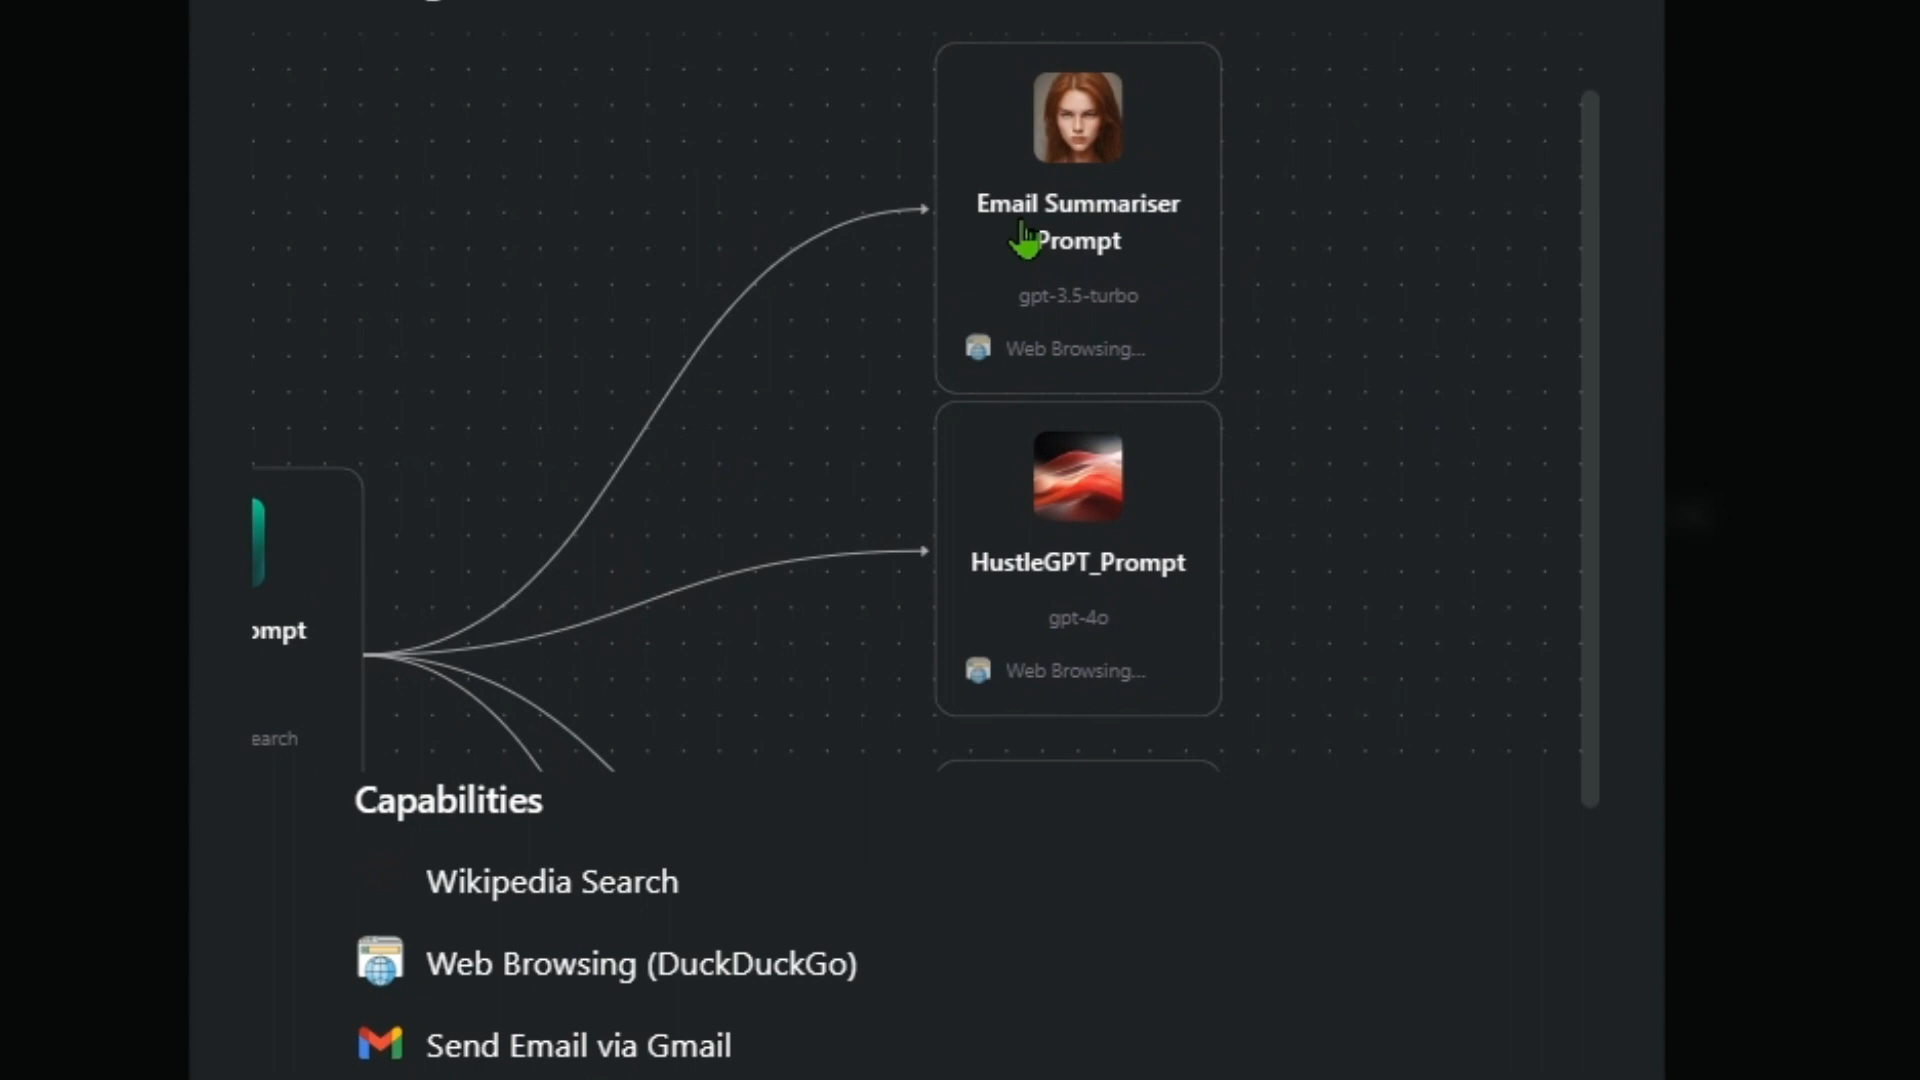 Email Summariser
Prompt
gpt-3.5-turbo
Web Browsing...
HustleGPT_Prompt
gpt-4o
Web Browsing...
ompt
earch
Capabilities
Wikipedia Search
Web Browsing (DuckDuckGo)
Send Email via Gmail